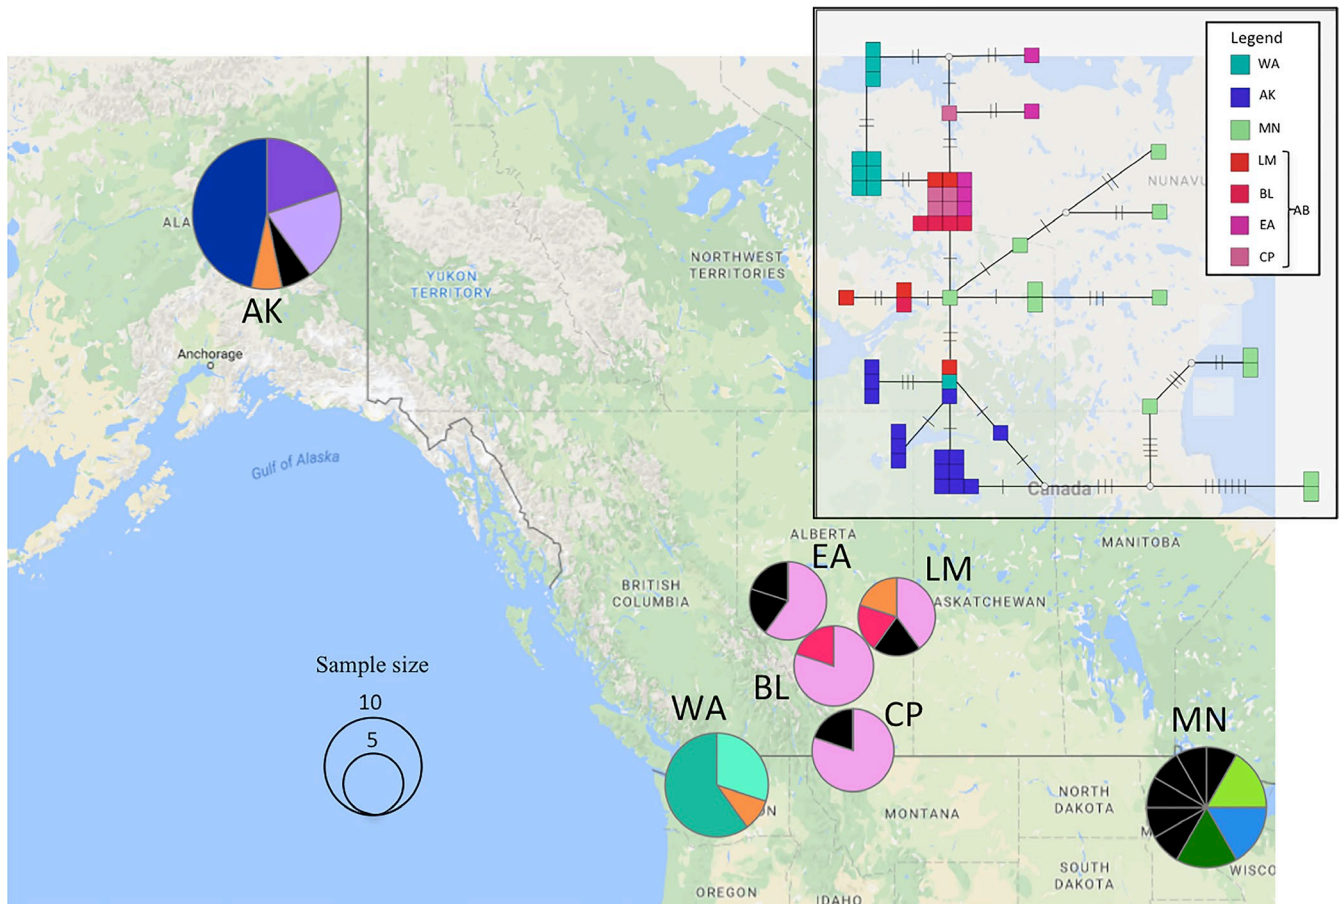 Legend
WA
AK
MN
LM
BL
EA
CP
AB
NUNAVU
Canada
ALA
AK
Anchorage
YUKON
TERRITORY
NORTHWEST
TERRITORIES
Gulf of Alaska
BRITISH
COLUMBIA
ALBERTA
EA
LM
ASKATCHEWAN
MANITOBA
BL
WA
CP
MN
Sample size
10
5
ON
MONTANA
NORTH
DAKOTA
M
SOUTH
DAKOTA
WISCO
OREGON
IDAHO